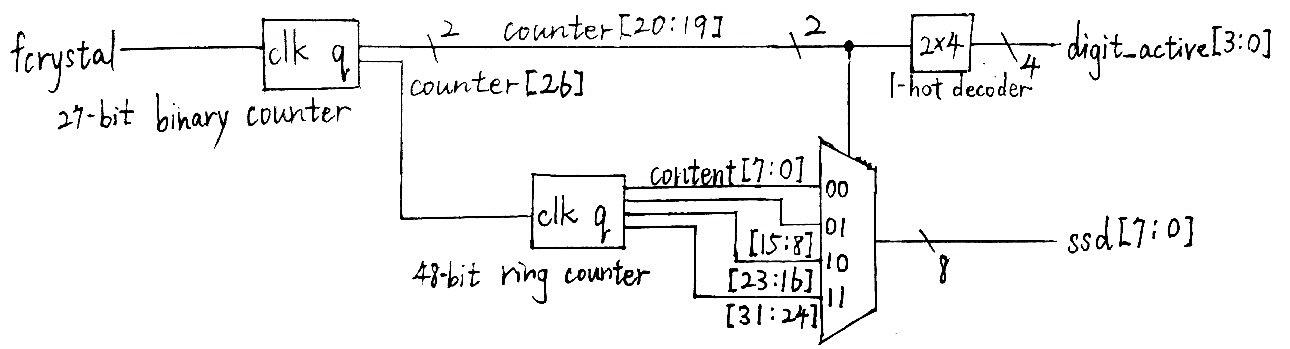 fcrystal
clk q
27-bit binary counter
2
counter[20:19]
2
counter[26]
2x4
1-hot decoder
4
digit_active[3:0]
clk q
48-bit ring counter
content[7:0]
[15:8]
[23:16]
[31:24]
00
01
10
11
8
ssd[7:0]